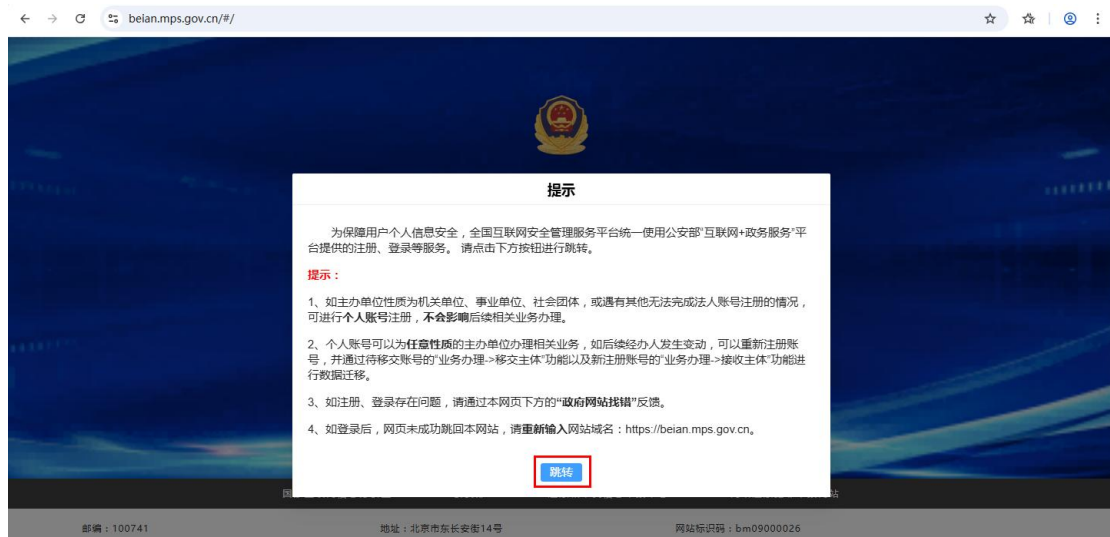 beian.mps.gov.cn/#/
提示
为保障用户个人信息安全，全国互联网安全管理服务平台统一使用公安部“互联网+政务服务”平
台提供的注册、登录等服务。 请点击下方按钮进行跳转。
提示：
1、如主办单位性质为机关单位、事业单位、社会团体，或遇有其他无法完成法人账号注册的情况，
可进行个人账号注册，不会影响后续相关业务办理。
2、个人账号可以为任意性质的主办单位办理相关业务，如后续经办人发生变动，可以重新注册账
号，并通过待移交账号的“业务办理->移交主体”功能以及新注册账号的“业务办理->接收主体”功能进
行数据迁移。
3、如注册、登录存在问题，请通过本网页下方的“政府网站找错”反馈。
4、如登录后，网页未成功跳回本网站，请重新输入网站域名：https://beian.mps.gov.cn。
跳转
邮编：100741 地址：北京市东长安街14号 网站标识码：bm09000026